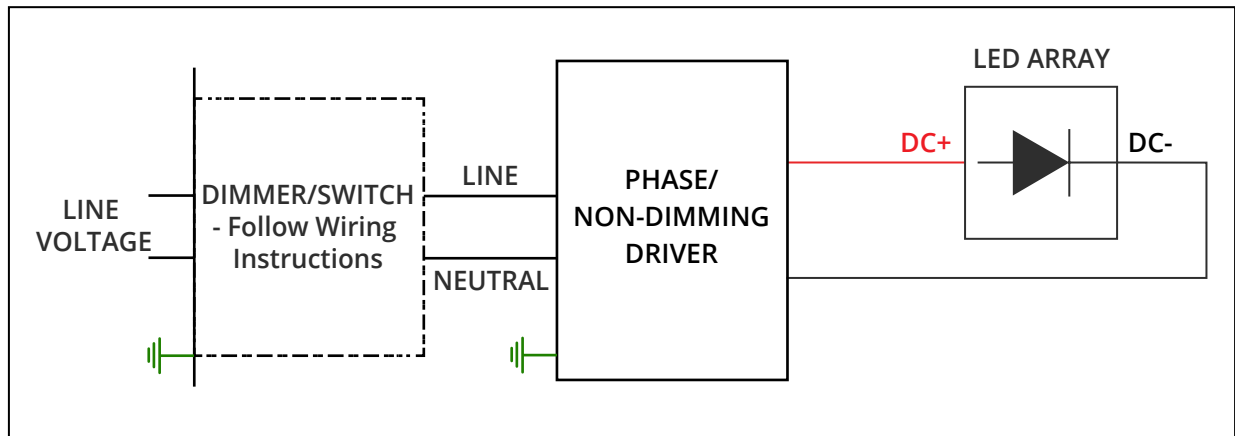 LINE
VOLTAGE
DIMMER/SWITCH
- Follow Wiring
Instructions
LINE
NEUTRAL
PHASE/
NON-DIMMING
DRIVER
LED ARRAY
DC+
DC-